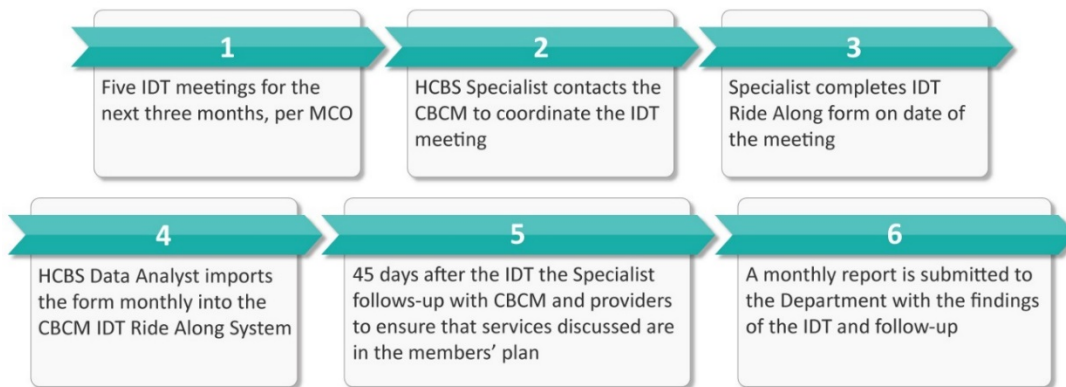 1
Five IDT meetings for the
next three months, per MCO
2
HCBS Specialist contacts the
CBCM to coordinate the IDT
meeting
3
Specialist completes IDT
Ride Along form on date of
the meeting
4
HCBS Data Analyst imports
the form monthly into the
CBCM IDT Ride Along System
5
45 days after the IDT the Specialist
follows-up with CBCM and providers
to ensure that services discussed are
in the members’ plan
6
A monthly report is submitted to
the Department with the findings
of the IDT and follow-up